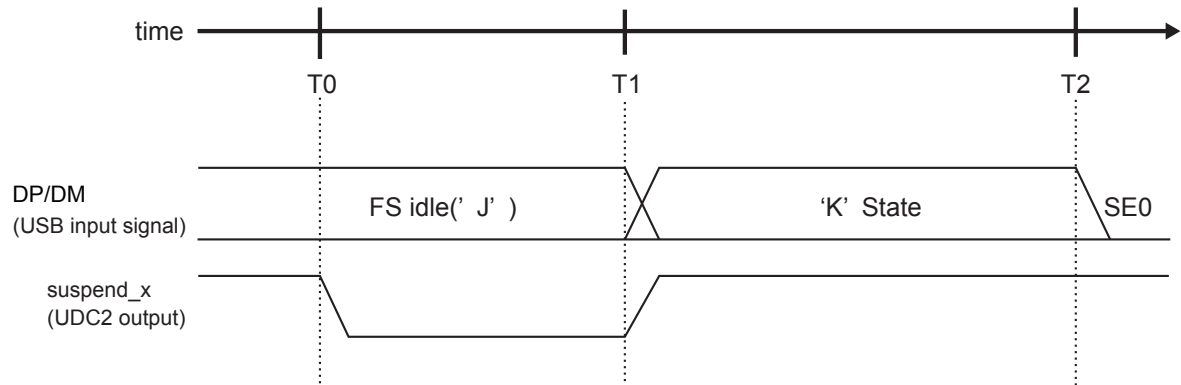 time
T0 T1 T2
DP/DM
(USB input signal)
FS idle(’ J’ )
‘K’ State
SE0
suspend_x
(UDC2 output)